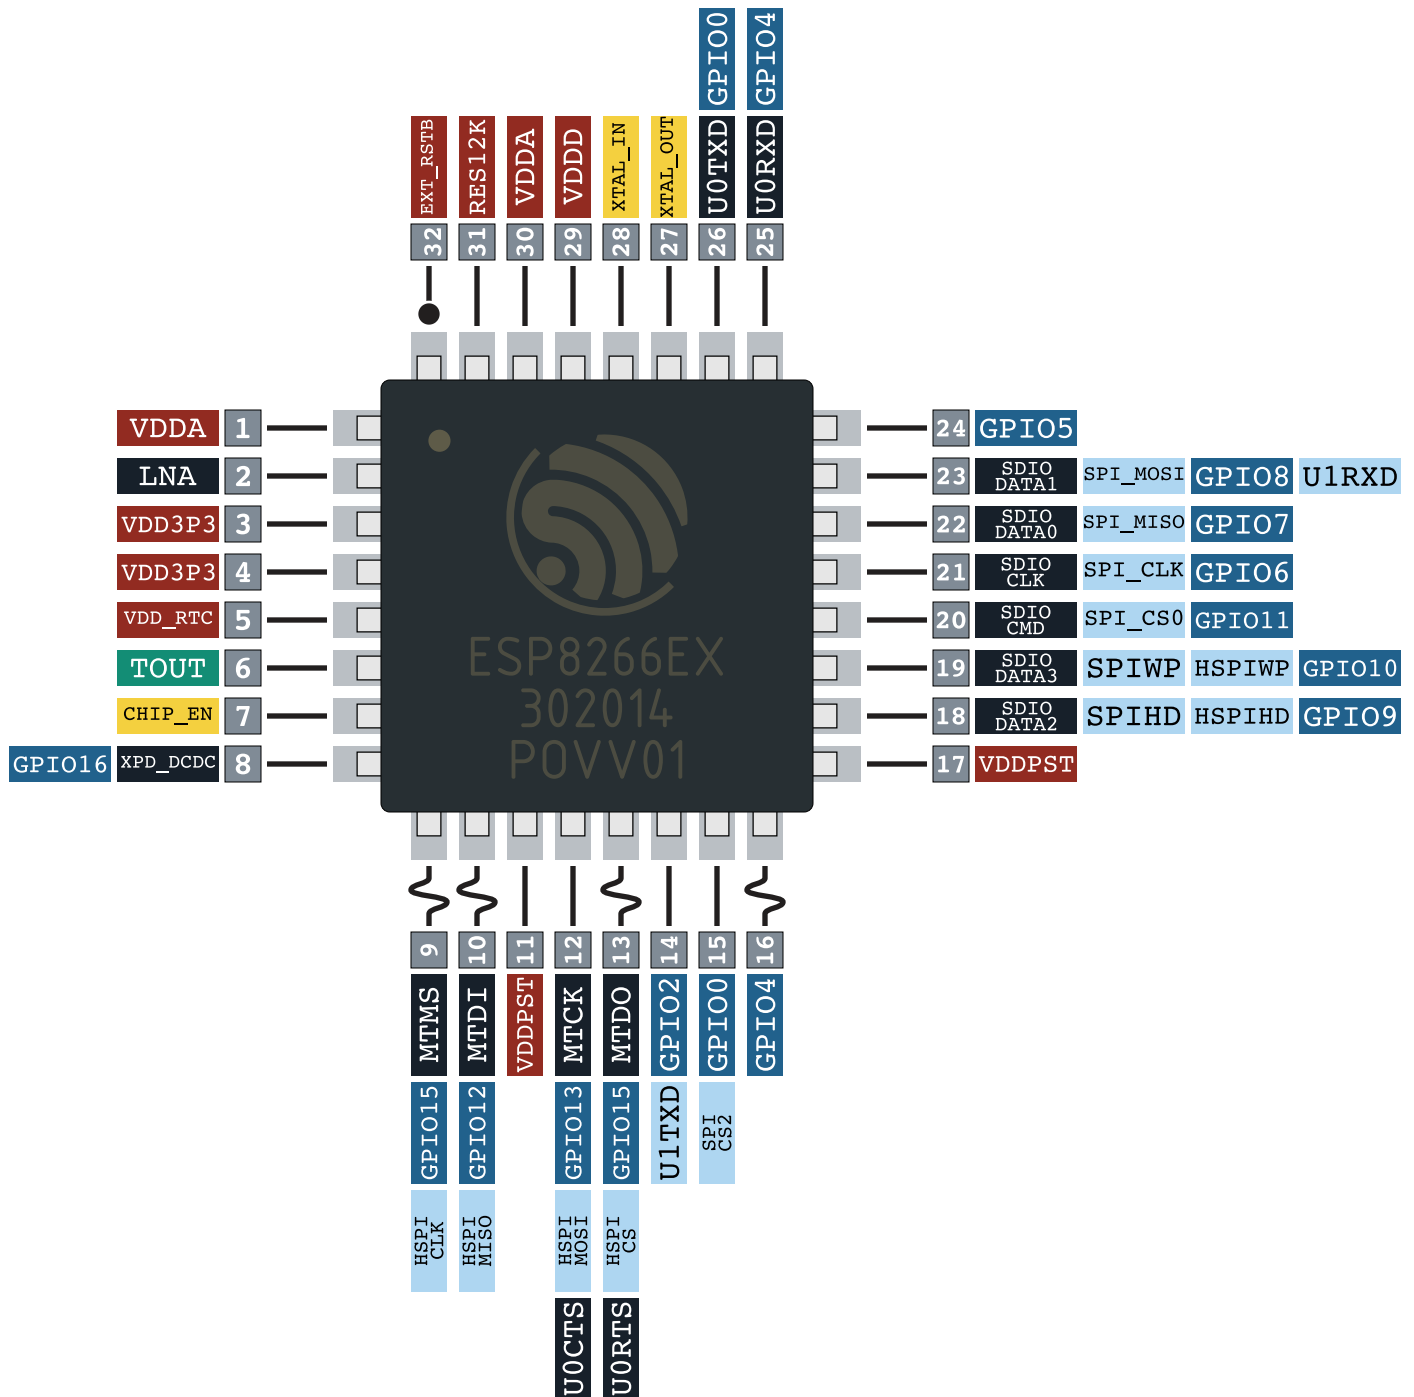 GPIO0
GPIO4
EXT_RSTB
RES12K
VDDA
VDDD
XTAL_IN
XTAL_OUT
U0TXD
U0RXD
32
31
30
29
28
27
26
25
VDDA 1
LNA 2
VDD3P3 3
VDD3P3 4
VDD_RTC 5
TOUT 6
CHIP_EN 7
GPIO16 XPD_DCDC 8
ESP8266EX
302014
POVV01
24 GPIO5
23 SDIO
DATA1 SPI_MOSI GPIO8 U1RXD
22 SDIO
DATA0 SPI_MISO GPIO7
21 SDIO
CLK SPI_CLK GPIO6
20 SDIO
CMD SPI_CS0 GPIO11
19 SDIO
DATA3 SPIWP HSPIWP GPIO10
18 SDIO
DATA2 SPIHD HSPIHD GPIO9
17 VDDPST
9
10
11
12
13
14
15
16
MTMS
MTDI
VDDPST
MTCK
MTDO
GPIO2
GPIO0
GPIO4
GPIO15
GPIO12
GPIO13
GPIO15
U1TXD
SPI
CS2
HSPI
CLK
HSPI
MISO
HSPI
MOSI
HSPI
CS
U0CTS
U0RTS